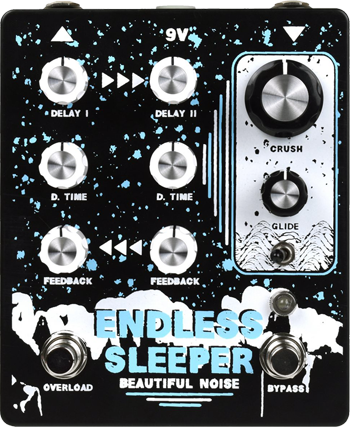 9V
DELAY I
DELAY II
CRUSH
D. TIME
D. TIME
GLIDE
FEEDBACK
FEEDBACK
ENDLESS
SLEEPER
BEAUTIFUL NOISE
OVERLOAD
BYPASS